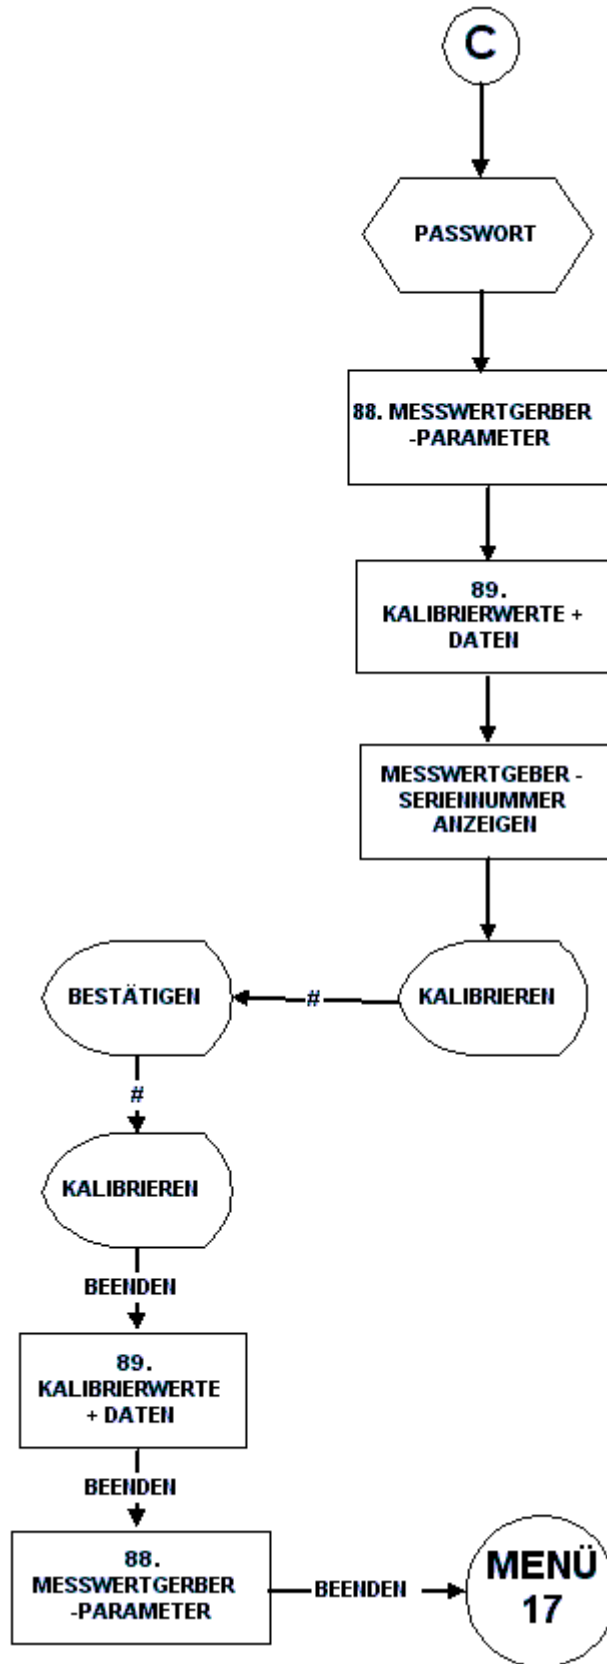 C
PASSWORT
88. MESSWERTGERBER
-PARAMETER
89.
KALIBRIERWERTE +
DATEN
MESSWERTGEBER -
SERIENNUMMER
ANZEIGEN
KALIBRIEREN
#
BESTÄTIGEN
#
KALIBRIEREN
BEENDEN
89.
KALIBRIERWERTE
+ DATEN
BEENDEN
88.
MESSWERTGERBER
-PARAMETER
BEENDEN
MENÜ
17